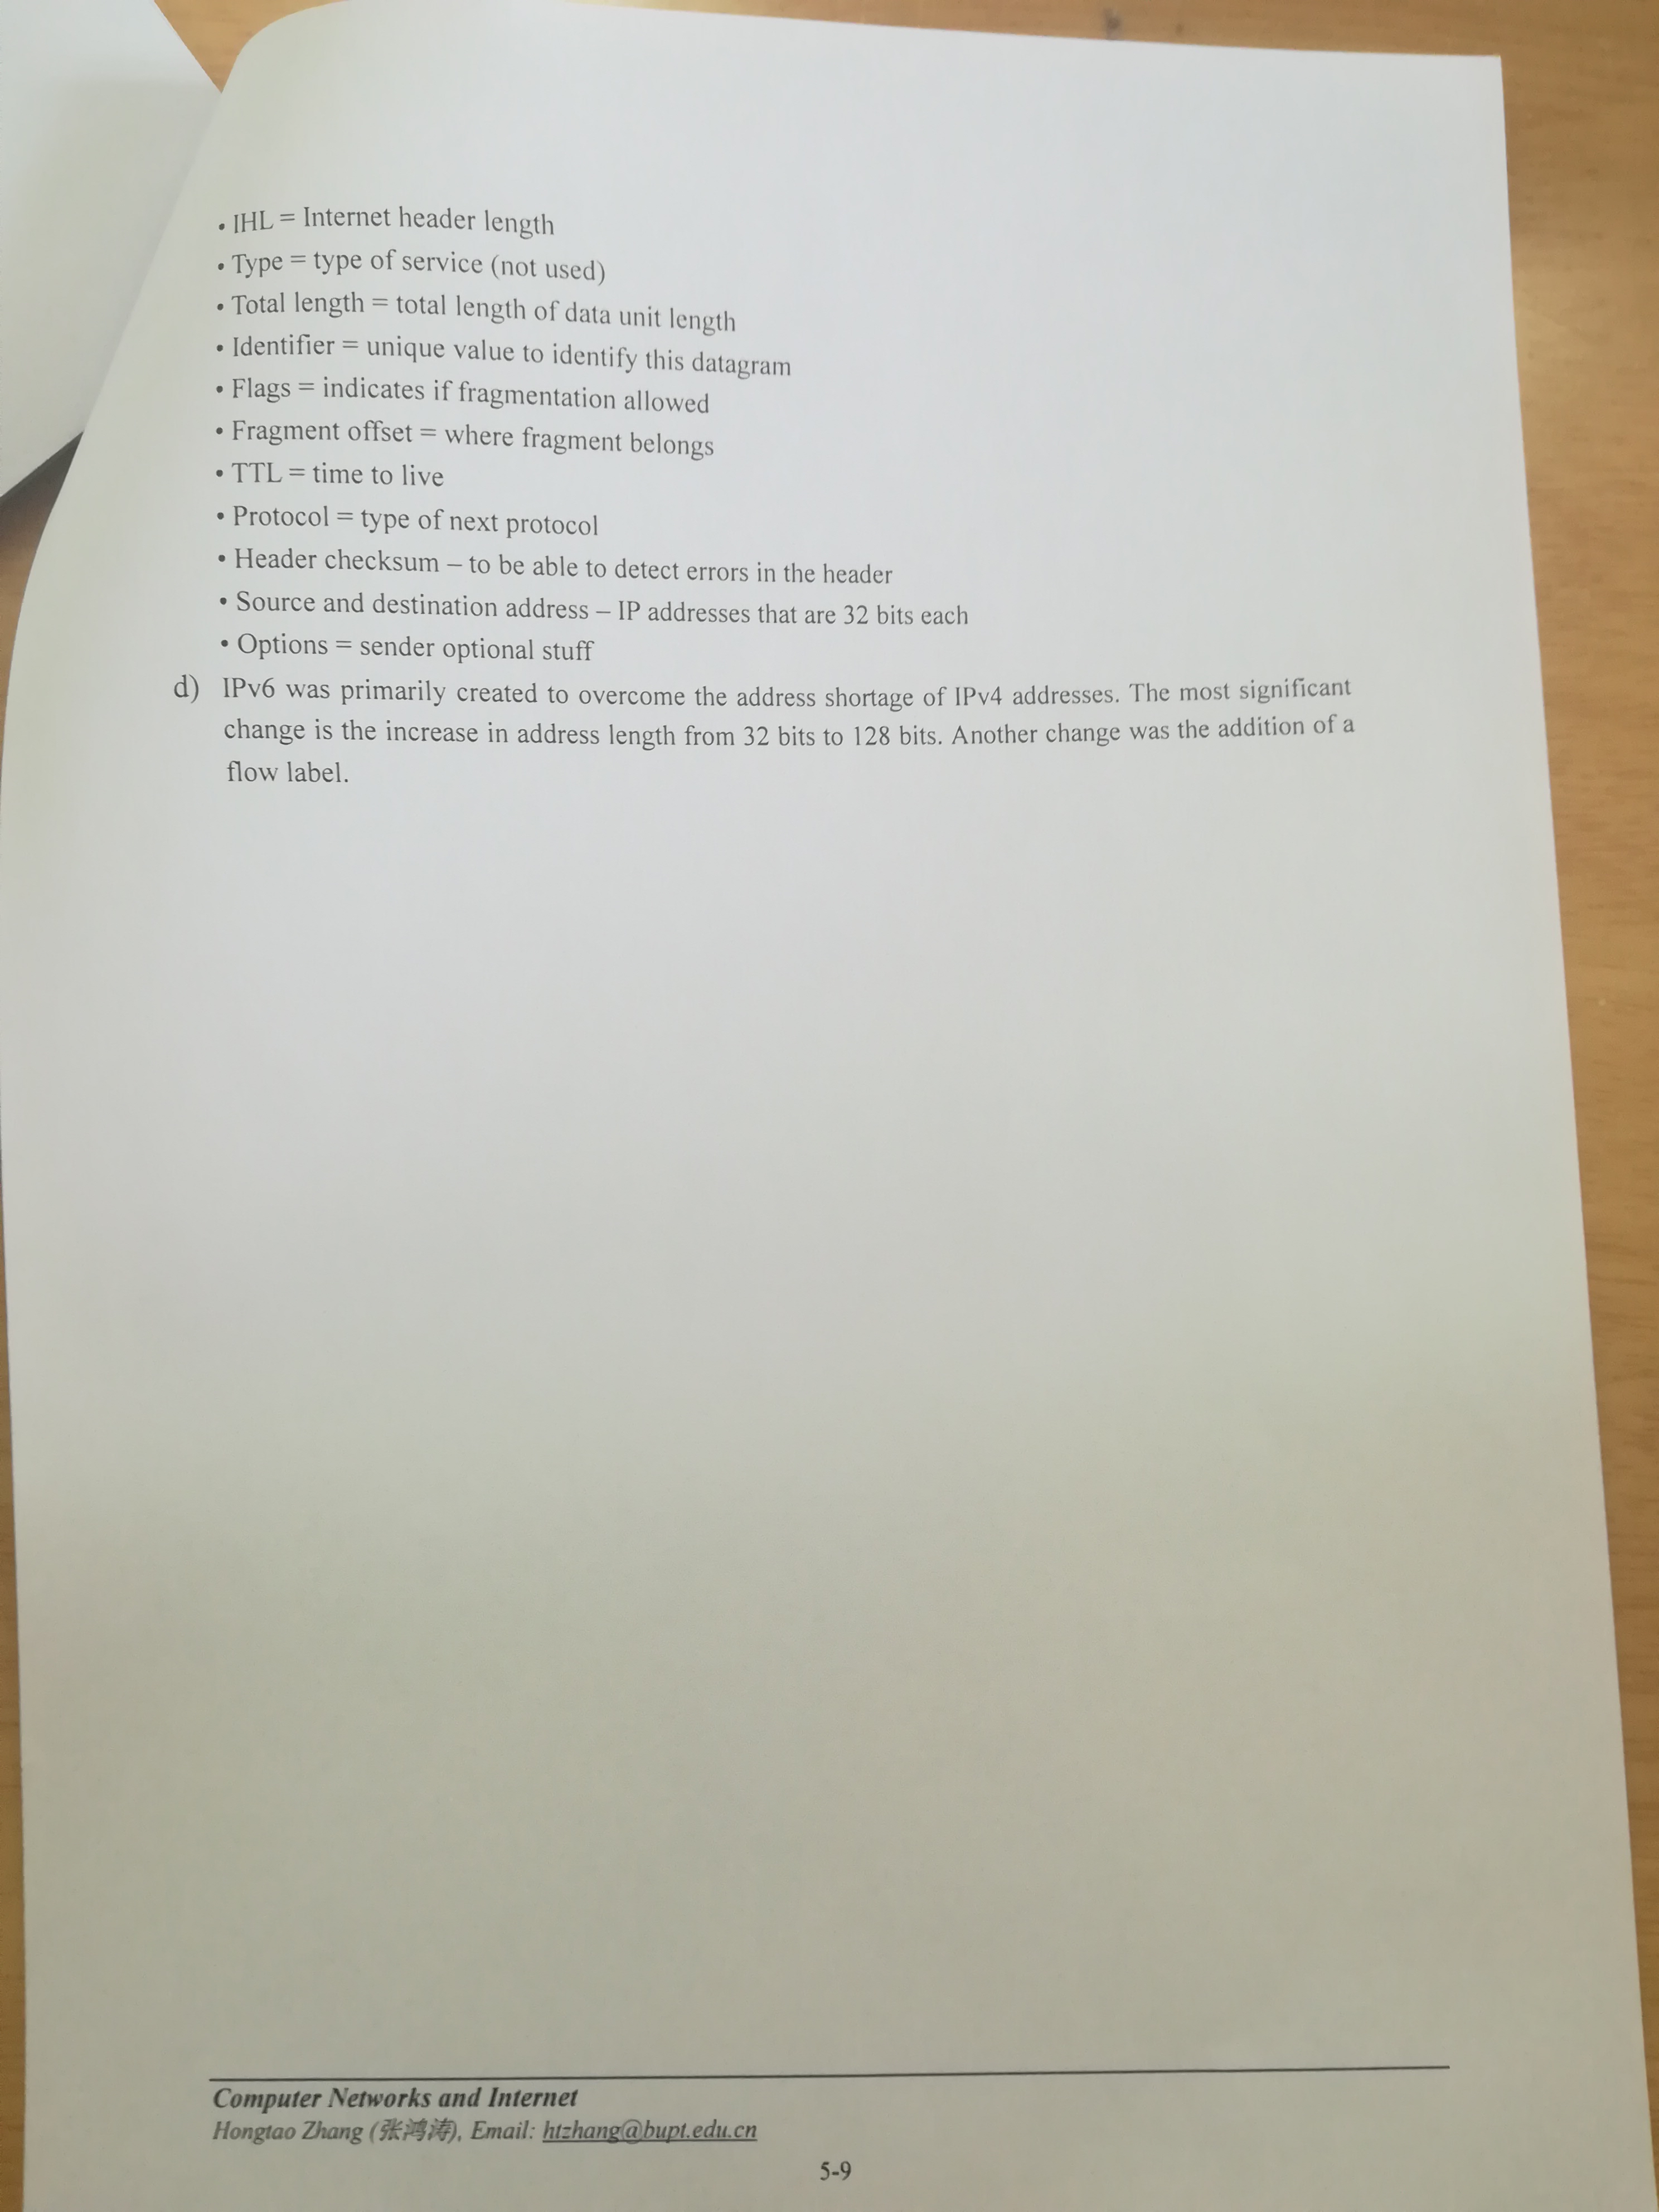 • IHL = Internet header length
• Type = type of service (not used)
• Total length = total length of data unit length
• Identifier = unique value to identify this datagram
• Flags = indicates if fragmentation allowed
• Fragment offset = where fragment belongs
• TTL = time to live
• Protocol = type of next protocol
• Header checksum – to be able to detect errors in the header
• Source and destination address – IP addresses that are 32 bits each
• Options = sender optional stuff
d) IPv6 was primarily created to overcome the address shortage of IPv4 addresses. The most significant
change is the increase in address length from 32 bits to 128 bits. Another change was the addition of a
flow label.
Computer Networks and Internet
Hongtao Zhang (张鸿涛), Email: htzhang@bupt.edu.cn
5-9